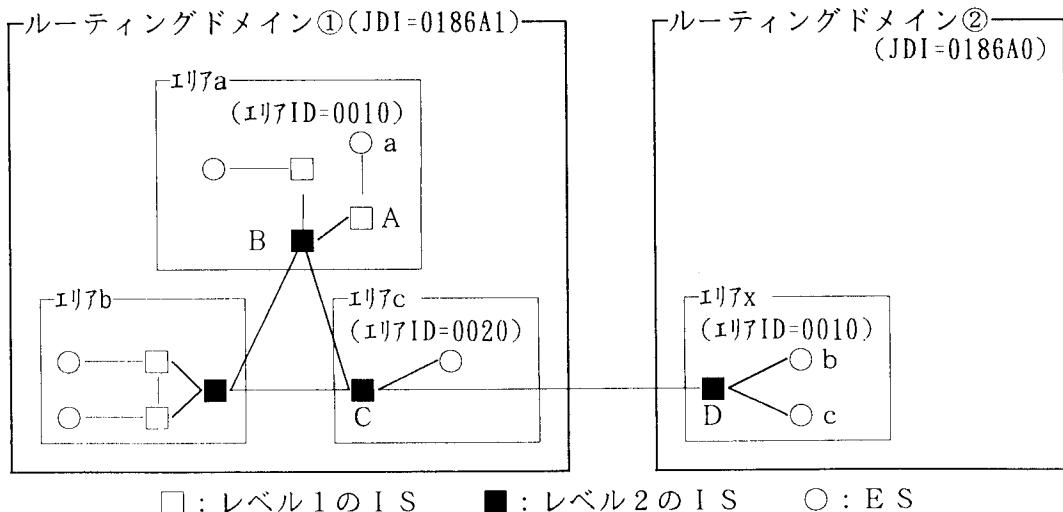 ルーティングドメイン①(JDI=0186A1)
ルーティングドメイン②
(JDI=0186A0)
エリアa
(エリアID=0010)
a
A
B
エリアb
エリアc
(エリアID=0020)
C
エリアx
(エリアID=0010)
b
D
c
□:レベル1のIS ■:レベル2のIS ○:ES